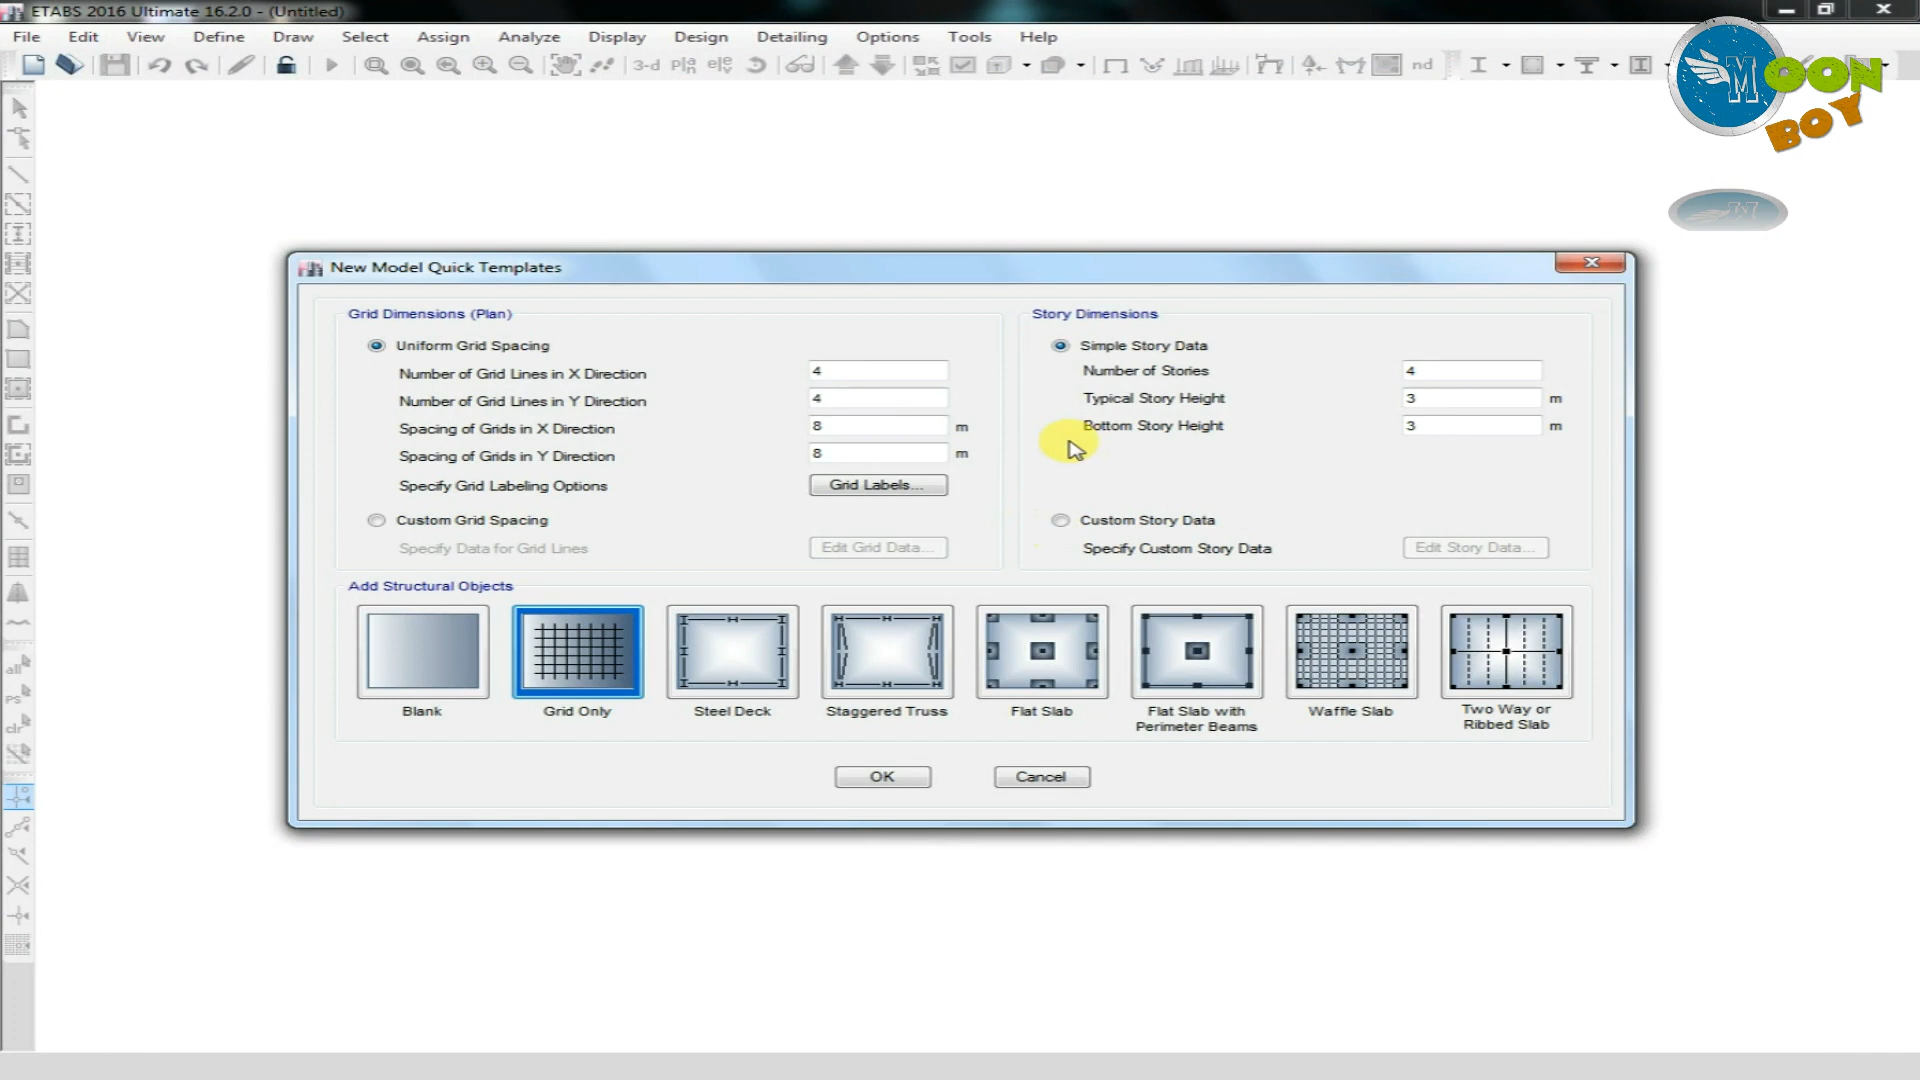 ETABS 2016 Ultimate 16.2.0 - (Untitled)
File Edit View Define Draw Select Assign Analyze Display Design Detailing Options Tools Help
3-d nd
MOON
BOY
New Model Quick Templates
Grid Dimensions (Plan)
Uniform Grid Spacing
Number of Grid Lines in X Direction 4
Number of Grid Lines in Y Direction 4
Spacing of Grids in X Direction 8 m
Spacing of Grids in Y Direction 8 m
Specify Grid Labeling Options Grid Labels...
Custom Grid Spacing
Specify Data for Grid Lines Edit Grid Data...
Story Dimensions
Simple Story Data
Number of Stories 4
Typical Story Height 3 m
Bottom Story Height 3 m
Custom Story Data
Specify Custom Story Data Edit Story Data...
Add Structural Objects
Blank
Grid Only
Steel Deck
Staggered Truss
Flat Slab
Flat Slab with
Perimeter Beams
Waffle Slab
Two Way or
Ribbed Slab
OK Cancel
all
ps
clr